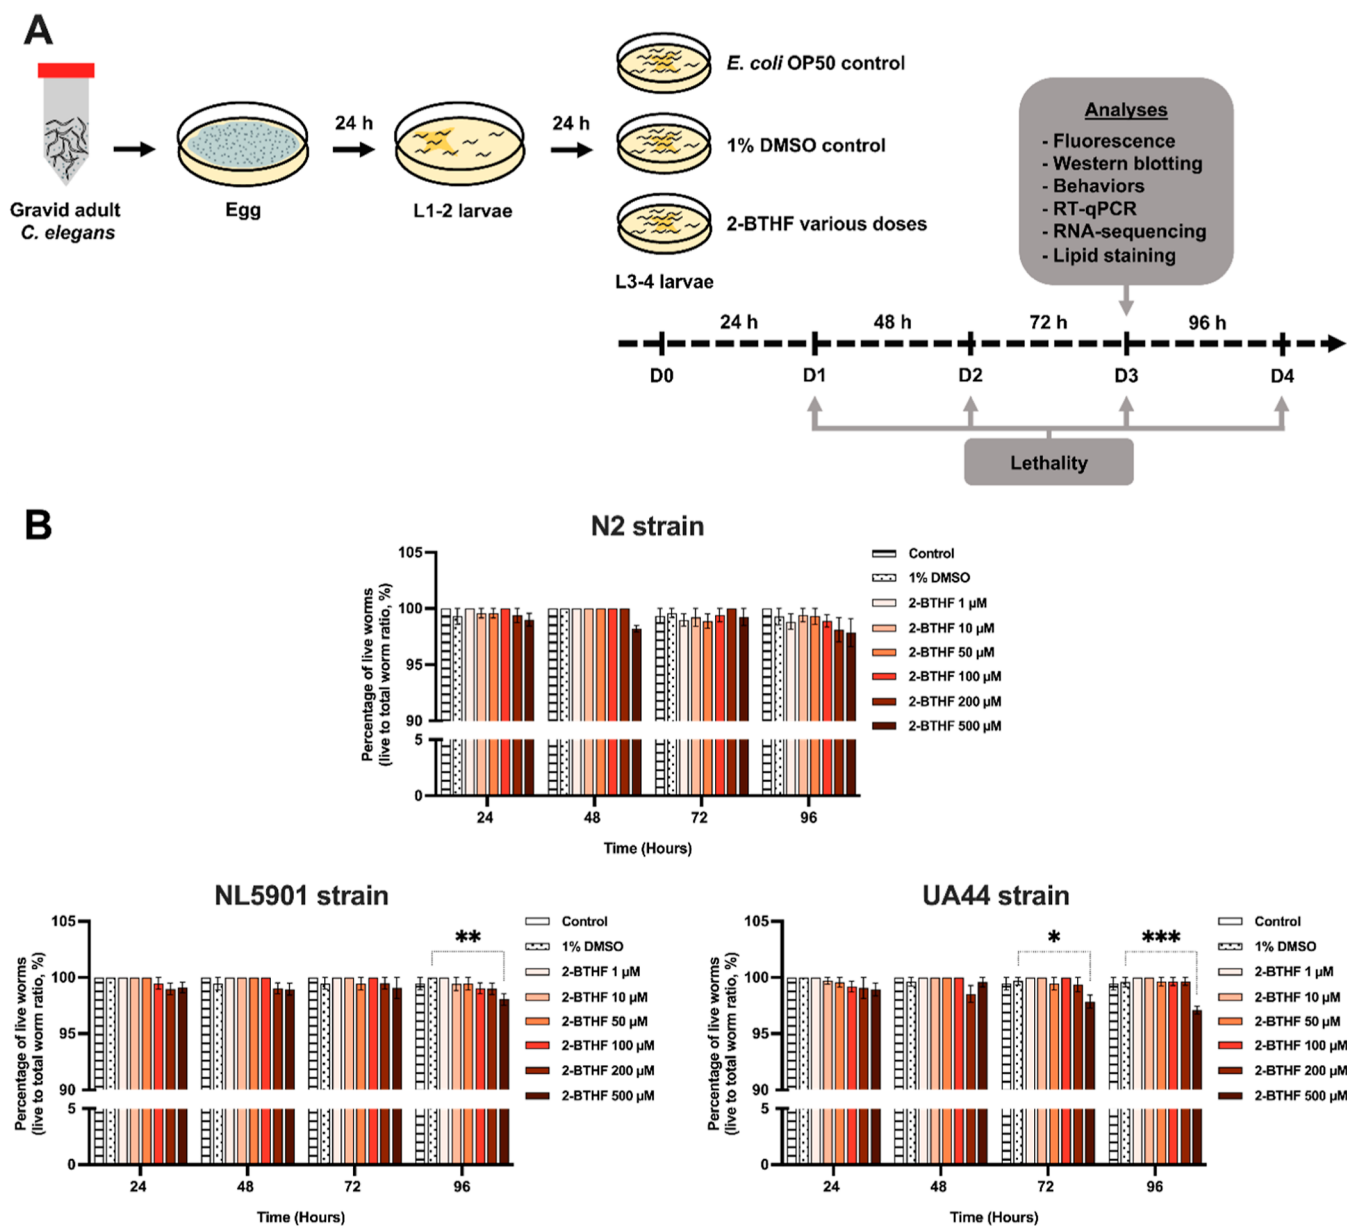 A
Gravid adult
C. elegans
Egg
24 h
L1-2 larvae
24 h
E. coli OP50 control
1% DMSO control
2-BTHF various doses
L3-4 larvae
Analyses
- Fluorescence
- Western blotting
- Behaviors
- RT-qPCR
- RNA-sequencing
- Lipid staining
24 h 48 h 72 h 96 h
D0 D1 D2 D3 D4
Lethality
B
N2 strain
Percentage of live worms
(live to total worm ratio, %)
105
100
95
90
5
0
24 48 72 96
Time (Hours)
Control
1% DMSO
2-BTHF 1 µM
2-BTHF 10 µM
2-BTHF 50 µM
2-BTHF 100 µM
2-BTHF 200 µM
2-BTHF 500 µM
NL5901 strain
Percentage of live worms
(live to total worm ratio, %)
105
100
95
90
5
0
**
24 48 72 96
Time (Hours)
Control
1% DMSO
2-BTHF 1 µM
2-BTHF 10 µM
2-BTHF 50 µM
2-BTHF 100 µM
2-BTHF 200 µM
2-BTHF 500 µM
UA44 strain
Percentage of live worms
(live to total worm ratio, %)
105
100
95
90
5
0
* ***
24 48 72 96
Time (Hours)
Control
1% DMSO
2-BTHF 1 µM
2-BTHF 10 µM
2-BTHF 50 µM
2-BTHF 100 µM
2-BTHF 200 µM
2-BTHF 500 µM